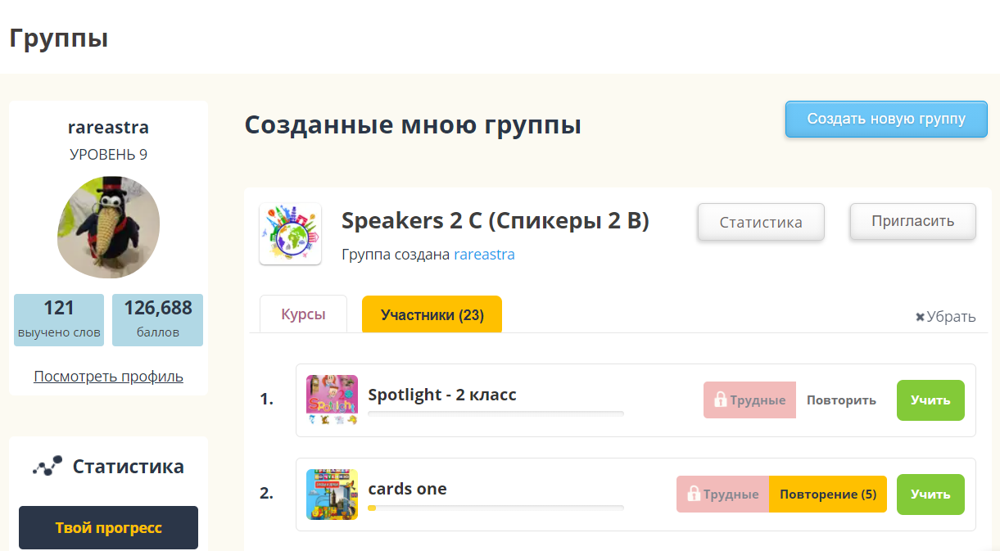 Группы
rareastra
УРОВЕНЬ 9
121
выучено слов
126,688
баллов
Посмотреть профиль
Статистика
Твой прогресс
Созданные мною группы
Создать новую группу
Speakers 2 C (Спикеры 2 В)
Группа создана rareastra
Статистика
Пригласить
Курсы
Участники (23)
✖Убрать
1.
Spotlight
Spotlight - 2 класс
Трудные
Повторить
Учить
2.
cards one
Трудные
Повторение (5)
Учить